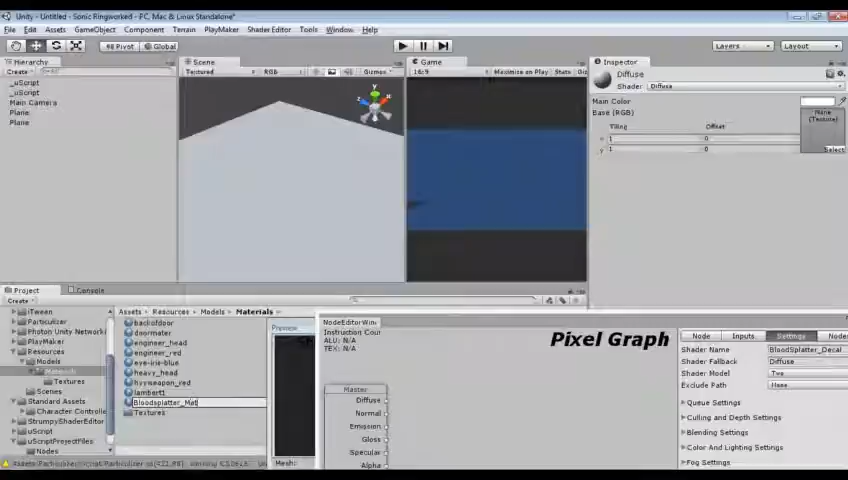 Unity - Untitled - Sonic Ringworked - PC, Mac & Linux Standalone*
File Edit Assets GameObject Component Terrain PlayMaker Shader Editor Tools Window Help
Pivot Global
Layers Layout
Hierarchy
Create
_uScript
_uScript
Main Camera
Plane
Plane
Scene
Textured RGB Gizmos
y
x
z
Game
16:9 Maximize on Play Stats
Inspector
Diffuse
Shader Diffuse
Main Color
Base (RGB)
None
(Texture)
Tiling Offset
x 1 0
y 1 0
Select
Project Console
Create
iTween
Particulizer
Photon Unity Network
PlayMaker
Resources
Models
Materials
Textures
Scenes
Standard Assets
Character Controlle
StrumpyShaderEditor
uScript
uScriptProjectFiles
Nodes
Assets Resources Models Materials
backofdoor
doormater
engineer_head
engineer_red
eye-iris-blue
heavy_head
hvyweapon_red
lambert1
Bloodsplatter_Mat
Textures
Preview
Mesh:
NodeEditorWin
Instruction Cour
ALU: N/A
TEX: N/A
Pixel Graph
Master
Diffuse
Normal
Emission
Gloss
Specular
Alpha
Node Inputs Settings Nodes
Shader Name BloodSplatter_Decal
Shader Fallback Diffuse
Shader Model Two
Exclude Path None
Queue Settings
Culling and Depth Settings
Blending Settings
Color And Lighting Settings
Fog Settings